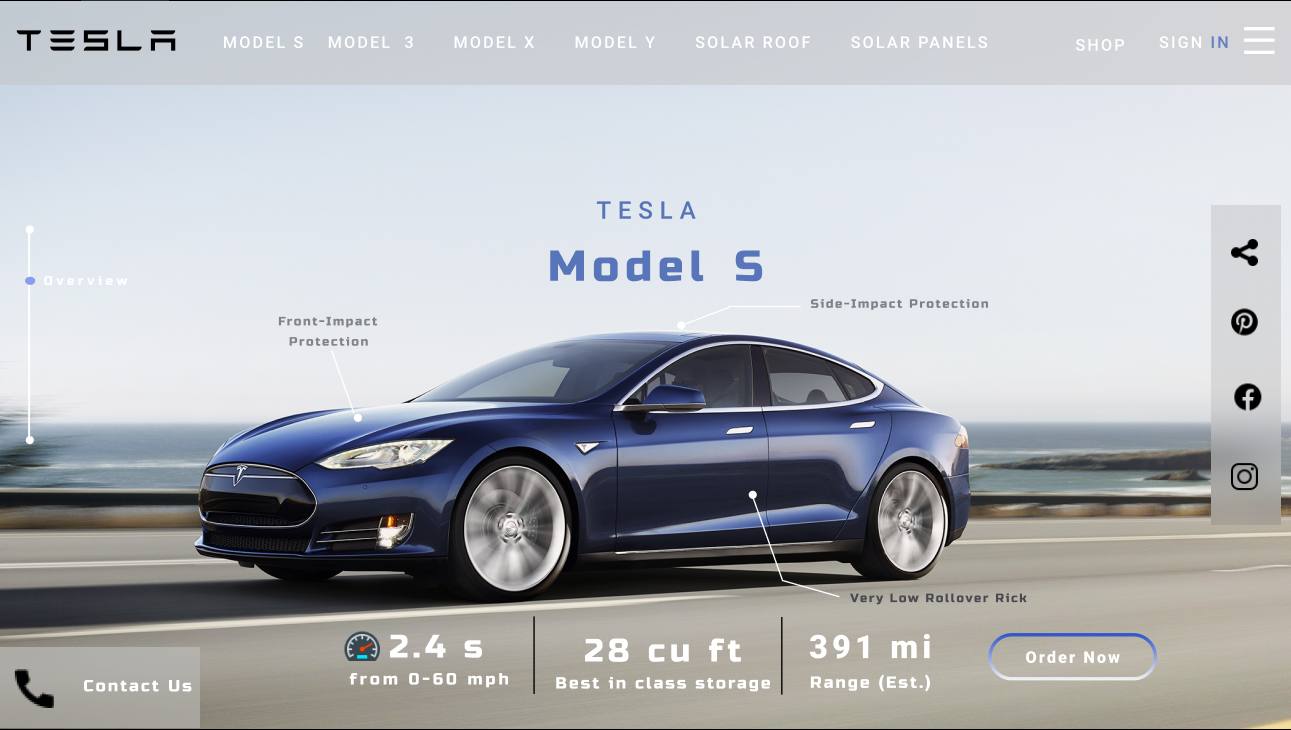 TESLA
MODEL S
MODEL 3
MODEL X
MODEL Y
SOLAR ROOF
SOLAR PANELS
SHOP
SIGN IN
TESLA
Model S
Overview
Side-Impact Protection
Front-Impact
Protection
Very Low Rollover Rick
2.4 s
from 0-60 mph
28 cu ft
Best in class storage
391 mi
Range (Est.)
Order Now
Contact Us